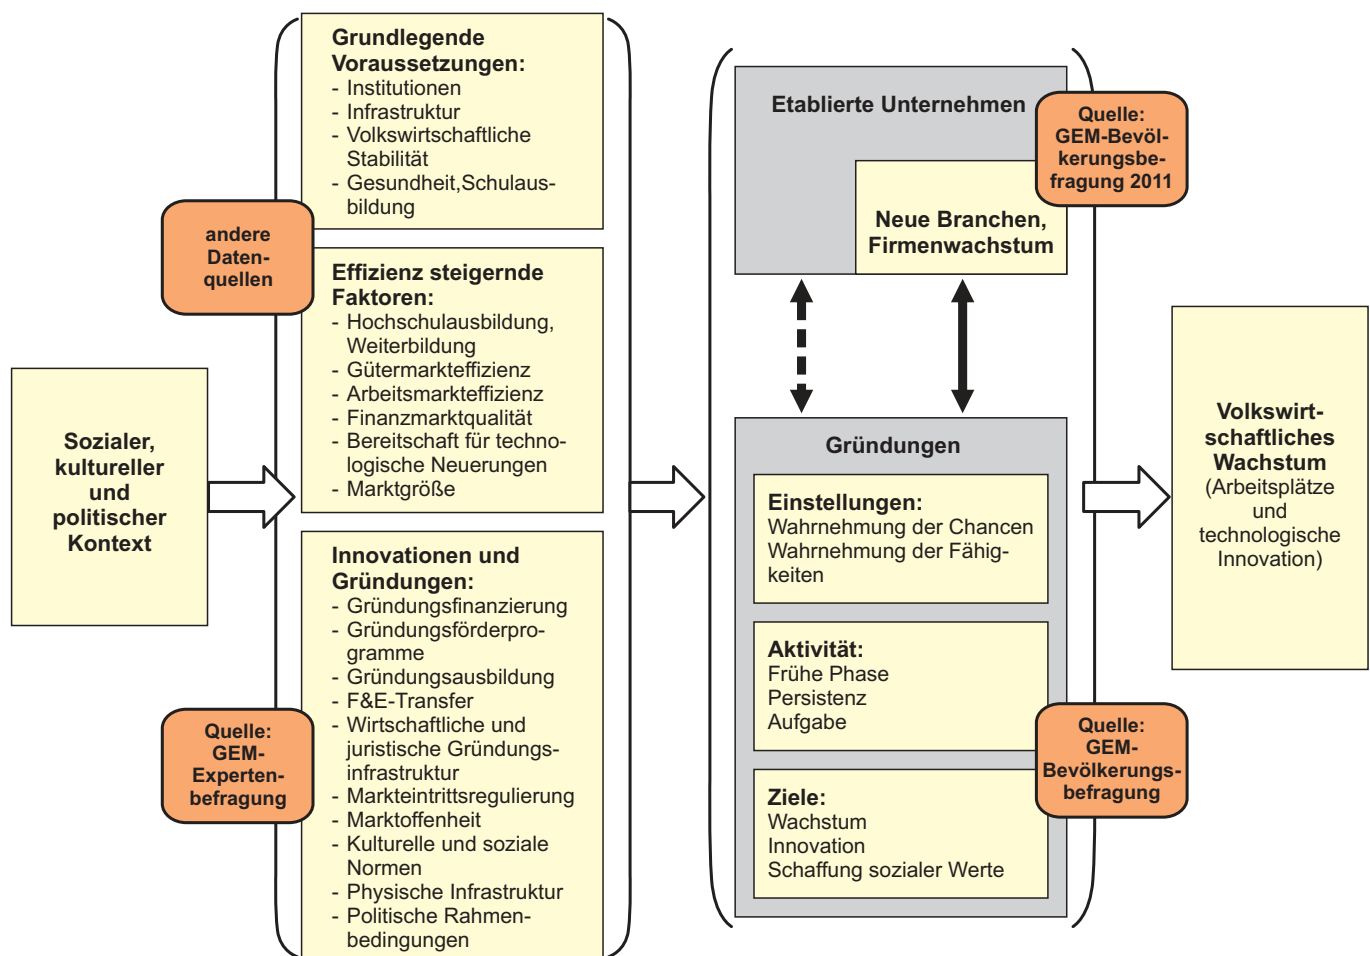 Sozialer,
kultureller
und
politischer
Kontext
andere
Daten-
quellen
Quelle:
GEM-
Experten-
befragung
Grundlegende
Voraussetzungen:
- Institutionen
- Infrastruktur
- Volkswirtschaftliche
Stabilität
- Gesundheit,Schulaus-
bildung
Effizienz steigernde
Faktoren:
- Hochschulausbildung,
Weiterbildung
- Gütermarkteffizienz
- Arbeitsmarkteffizienz
- Finanzmarktqualität
- Bereitschaft für techno-
logische Neuerungen
- Marktgröße
Innovationen und
Gründungen:
- Gründungsfinanzierung
- Gründungsförderpro-
gramme
- Gründungsausbildung
- F&E-Transfer
- Wirtschaftliche und
juristische Gründungs-
infrastruktur
- Markteintrittsregulierung
- Marktoffenheit
- Kulturelle und soziale
Normen
- Physische Infrastruktur
- Politische Rahmen-
bedingungen
Etablierte Unternehmen
Neue Branchen,
Firmenwachstum
Quelle:
GEM-Bevöl-
kerungsbe-
fragung 2011
Gründungen
Einstellungen:
Wahrnehmung der Chancen
Wahrnehmung der Fähig-
keiten
Aktivität:
Frühe Phase
Persistenz
Aufgabe
Ziele:
Wachstum
Innovation
Schaffung sozialer Werte
Quelle:
GEM-
Bevölkerungs-
befragung
Volkswirt-
schaftliches
Wachstum
(Arbeitsplätze
und
technologische
Innovation)